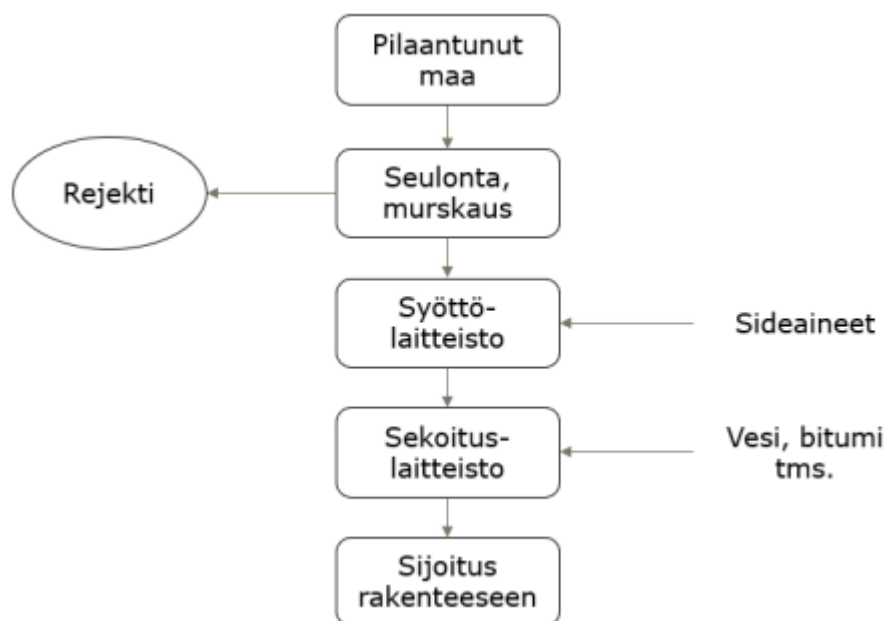 Pilaantunut
maa
Rejekti
Seulonta,
murskaus
Syöttö-
laitteisto
Sideaineet
Sekoitus-
laitteisto
Vesi, bitumi
tms.
Sijoitus
rakenteeseen